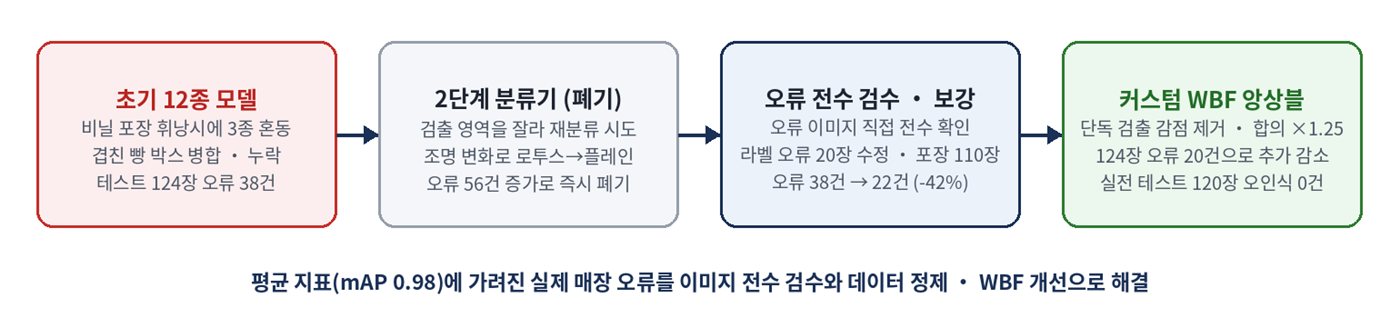 초기 12종 모델
비닐 포장 휘낭시에 3종 혼동
겹친 빵 박스 병합 · 누락
테스트 124장 오류 38건
2단계 분류기 (폐기)
검출 영역을 잘라 재분류 시도
조명 변화로 로투스→플레인
오류 56건 증가로 즉시 폐기
오류 전수 검수 · 보강
오류 이미지 직접 전수 확인
라벨 오류 20장 수정 · 포장 110장
오류 38건 → 22건 (-42%)
커스텀 WBF 앙상블
단독 검출 감점 제거 · 합의 ×1.25
124장 오류 20건으로 추가 감소
실전 테스트 120장 오인식 0건
평균 지표(mAP 0.98)에 가려진 실제 매장 오류를 이미지 전수 검수와 데이터 정제 · WBF 개선으로 해결